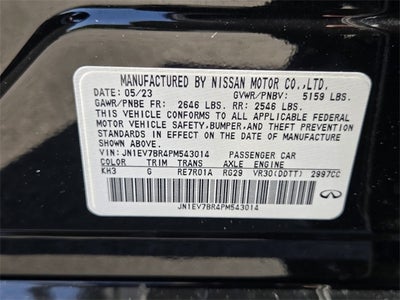 MANUFACTURED BY NISSAN MOTOR CO.,LTD.
DATE: 05/23 GVWR/PNBV: 5159 LBS.
GAWR/PNBE FR: 2646 LBS. RR: 2546 LBS.
THIS VEHICLE CONFORMS TO ALL APPLICABLE FEDERAL
MOTOR VEHICLE SAFETY, BUMPER, AND THEFT PREVENTION
STANDARDS IN EFFECT ON THE DATE OF MANUFACTURE
SHOWN ABOVE.
VIN: JN1EV7BR4PM543014 PASSENGER CAR
COLOR TRIM TRANS AXLE ENGINE
KH3 G RE7R01A RG29 VR30(DDTT) 2997CC
JN1EV7BR4PM543014